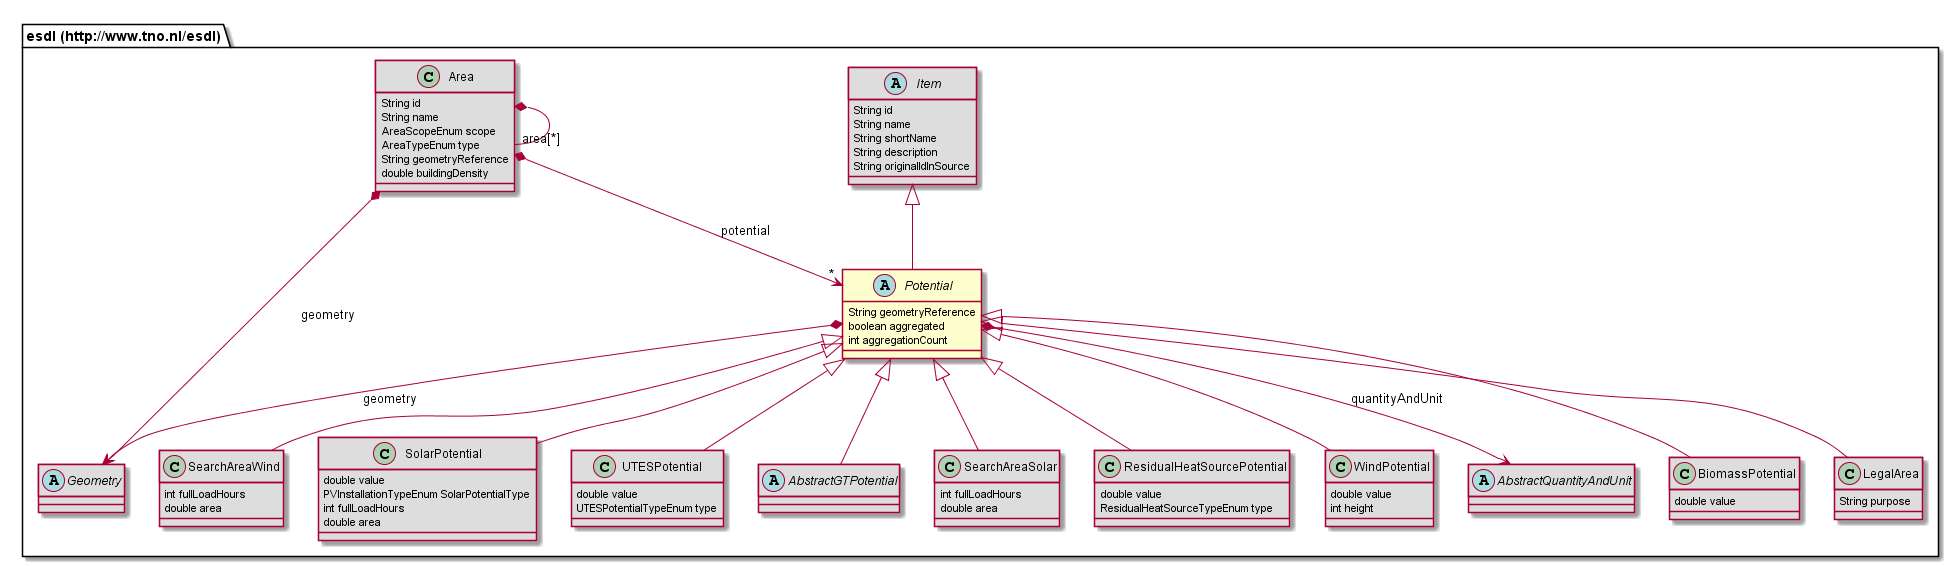 esdl (http://www.tno.nl/esdl)
C Area
String id
String name
AreaScopeEnum scope
AreaTypeEnum type
String geometryReference
double buildingDensity
area[*]
A Item
String id
String name
String shortName
String description
String originalIdInSource
potential
*
geometry
A Potential
String geometryReference
boolean aggregated
int aggregationCount
geometry
quantityAndUnit
A Geometry
C SearchAreaWind
int fullLoadHours
double area
C SolarPotential
double value
PVInstallationTypeEnum SolarPotentialType
int fullLoadHours
double area
C UTESPotential
double value
UTESPotentialTypeEnum type
A AbstractGTPotential
C SearchAreaSolar
int fullLoadHours
double area
C ResidualHeatSourcePotential
double value
ResidualHeatSourceTypeEnum type
C WindPotential
double value
int height
A AbstractQuantityAndUnit
C BiomassPotential
double value
C LegalArea
String purpose